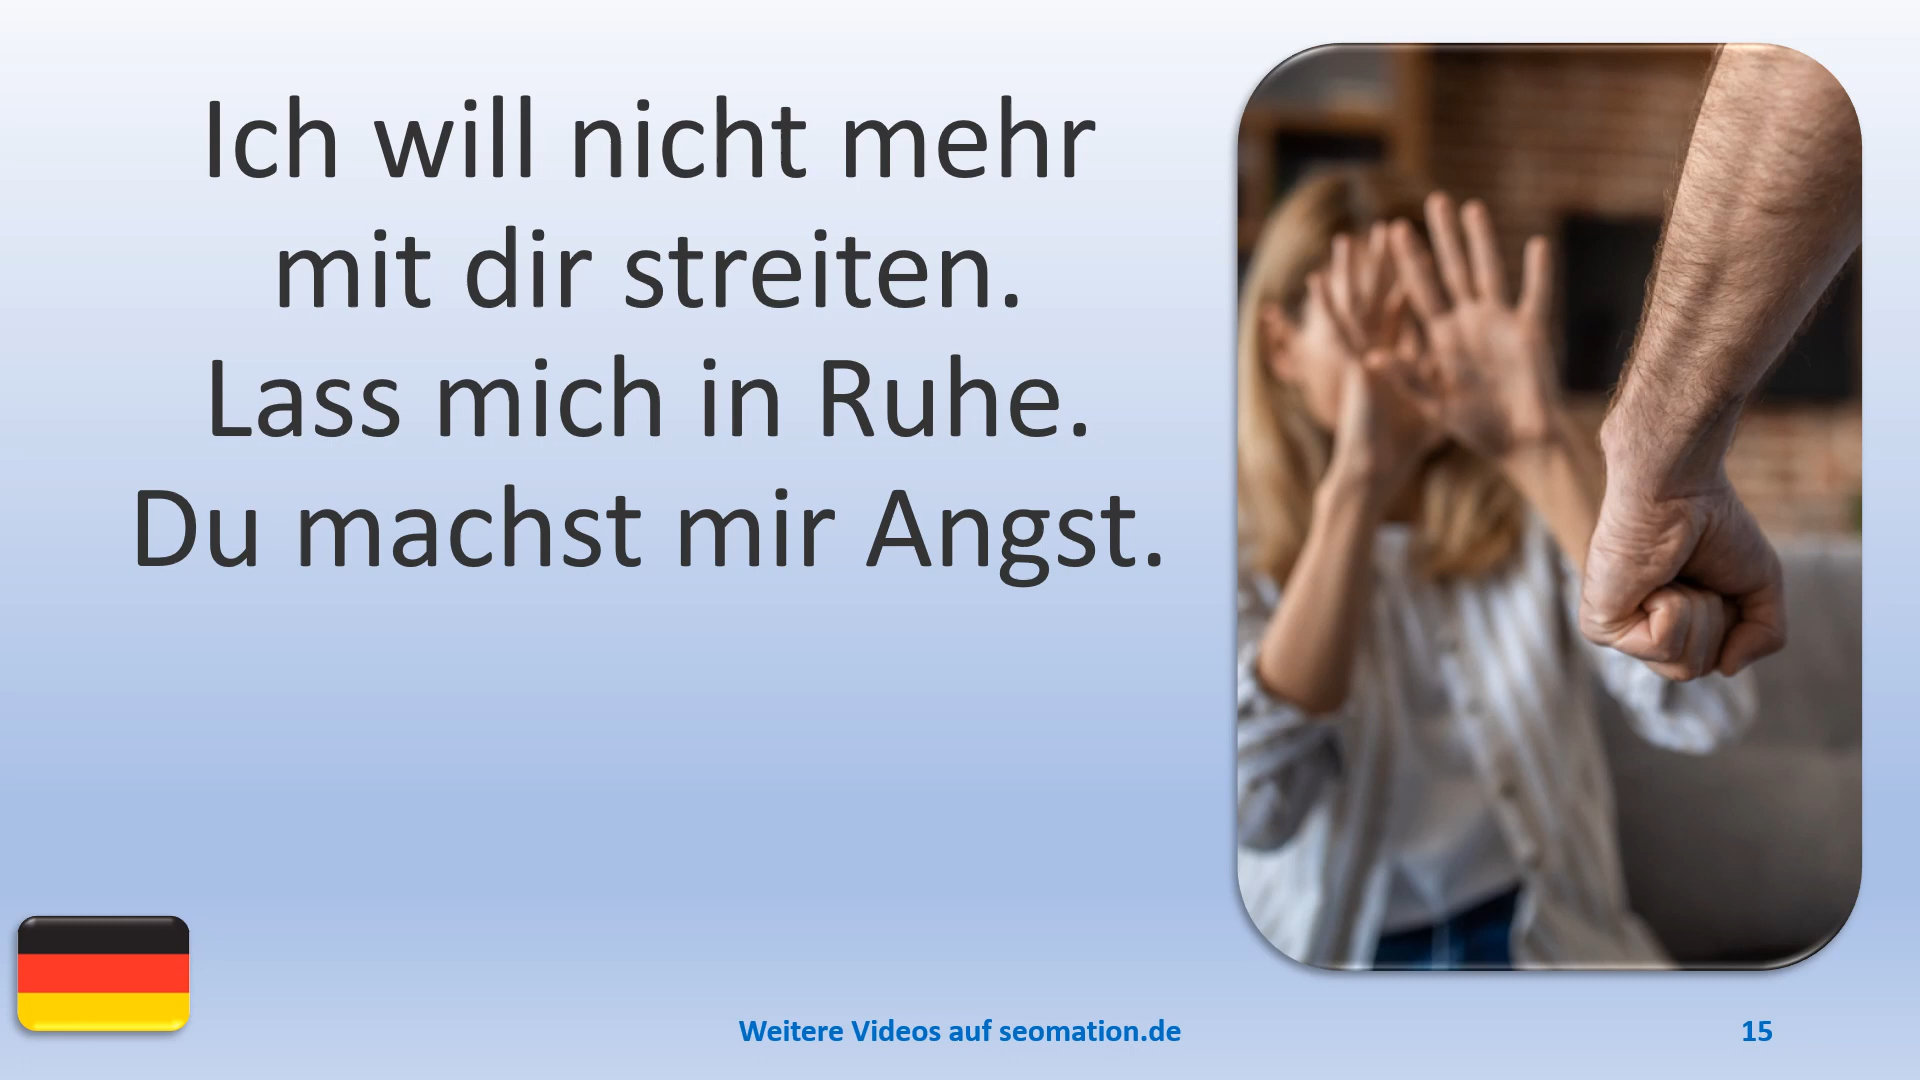 Ich will nicht mehr
mit dir streiten.
Lass mich in Ruhe.
Du machst mir Angst.
Weitere Videos auf seomation.de
15